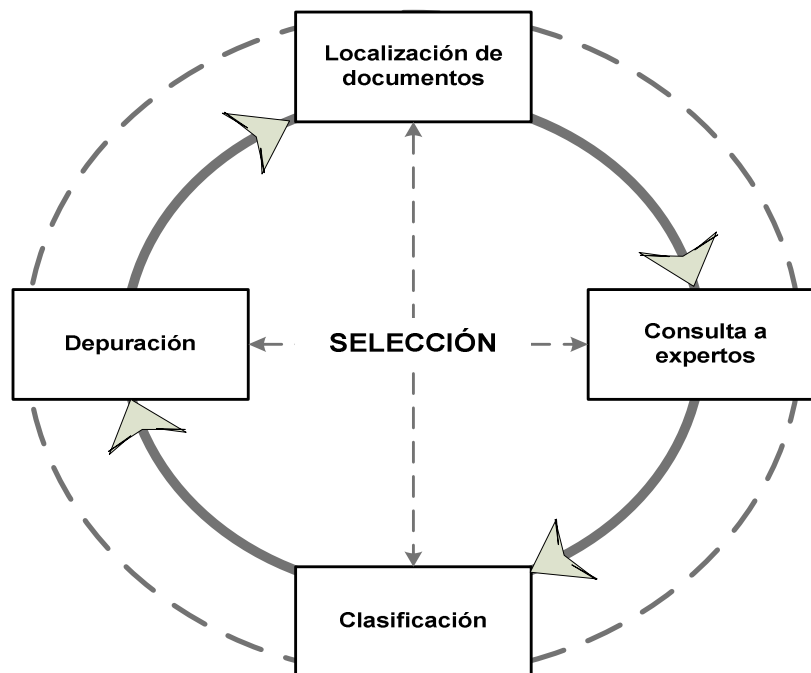 Localización de
documentos
Depuración
SELECCIÓN
Consulta a
expertos
Clasificación